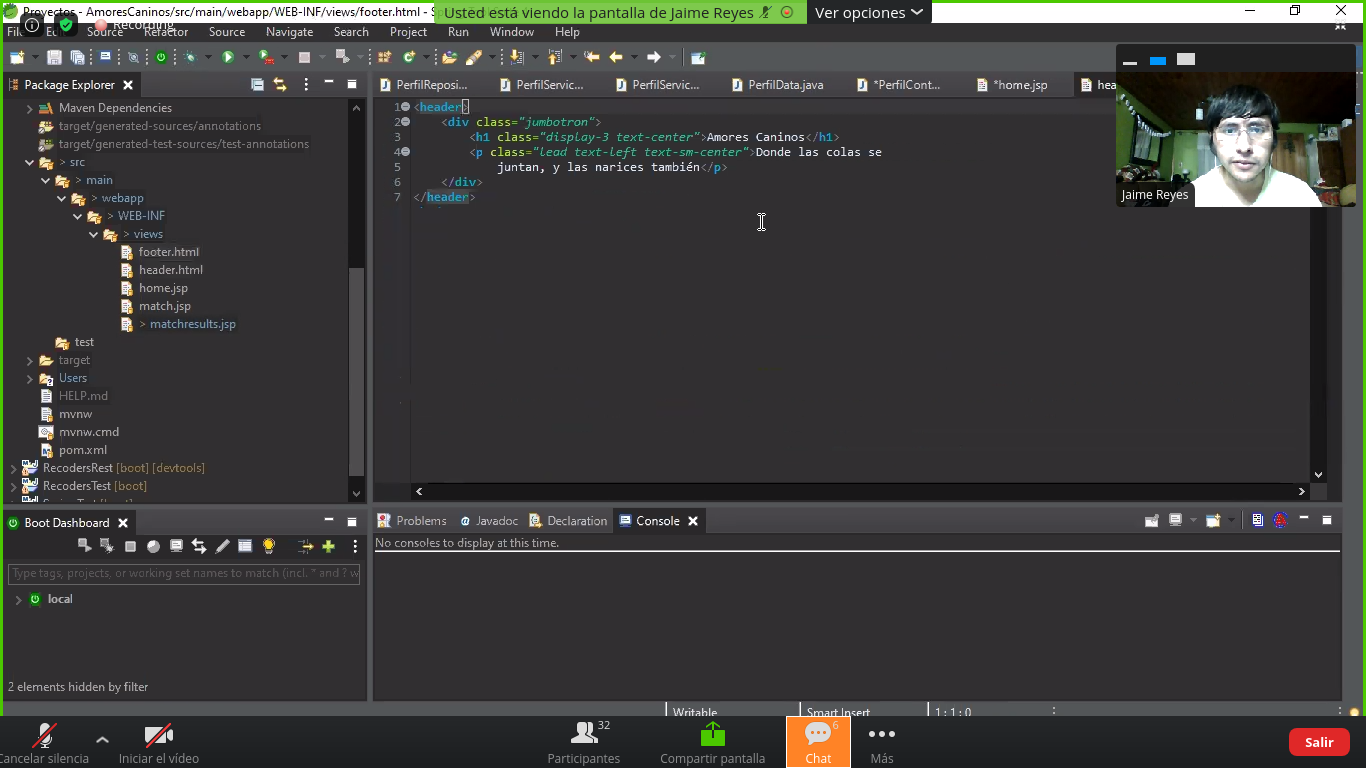 Proyectos - AmoresCaninos/src/main/webapp/WEB-INF/views/footer.html - S
Usted está viendo la pantalla de Jaime Reyes
Ver opciones
Recording
Source Refactor Source Navigate Search Project Run Window Help
Package Explorer
PerfilReposi... PerfilServic... PerfilServic... PerfilData.java *PerfilCont... *home.jsp hea
Maven Dependencies
target/generated-sources/annotations
target/generated-test-sources/test-annotations
> src
> main
> webapp
> WEB-INF
> views
footer.html
header.html
home.jsp
match.jsp
> matchresults.jsp
test
target
Users
HELP.md
mvnw
mvnw.cmd
pom.xml
RecodersRest [boot] [devtools]
RecodersTest [boot]
1 <header>
2 <div class="jumbotron">
3 <h1 class="display-3 text-center">Amores Caninos</h1>
4 <p class="lead text-left text-sm-center">Donde las colas se
5 juntan, y las narices también</p>
6 </div>
7 </header>
Jaime Reyes
Boot Dashboard
Type tags, projects, or working set names to match (incl. * and ? w
local
2 elements hidden by filter
Problems Javadoc Declaration Console
No consoles to display at this time.
Writable Smart Insert 1 : 1 : 0
Cancelar silencia
Iniciar el vídeo
32
Participantes
Compartir pantalla
6
Chat
Más
Salir